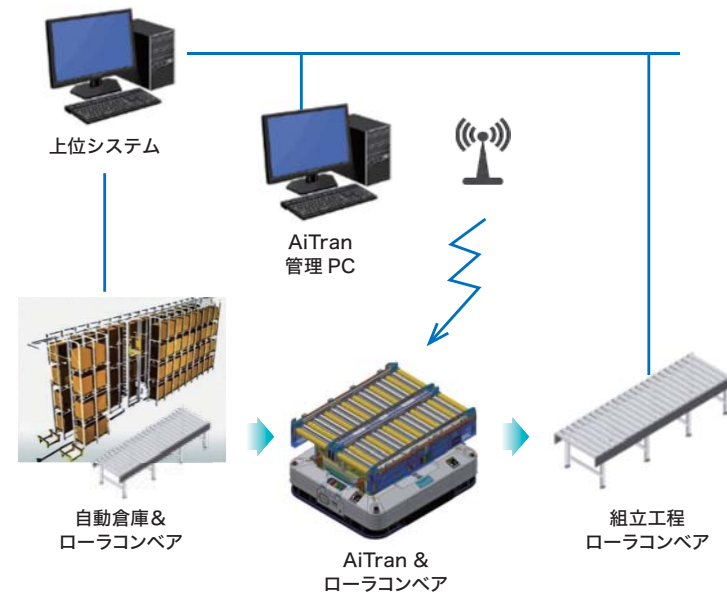 上位システム
AiTran
管理 PC
自動倉庫&
ローラコンベア
AiTran &
ローラコンベア
組立工程
ローラコンベア